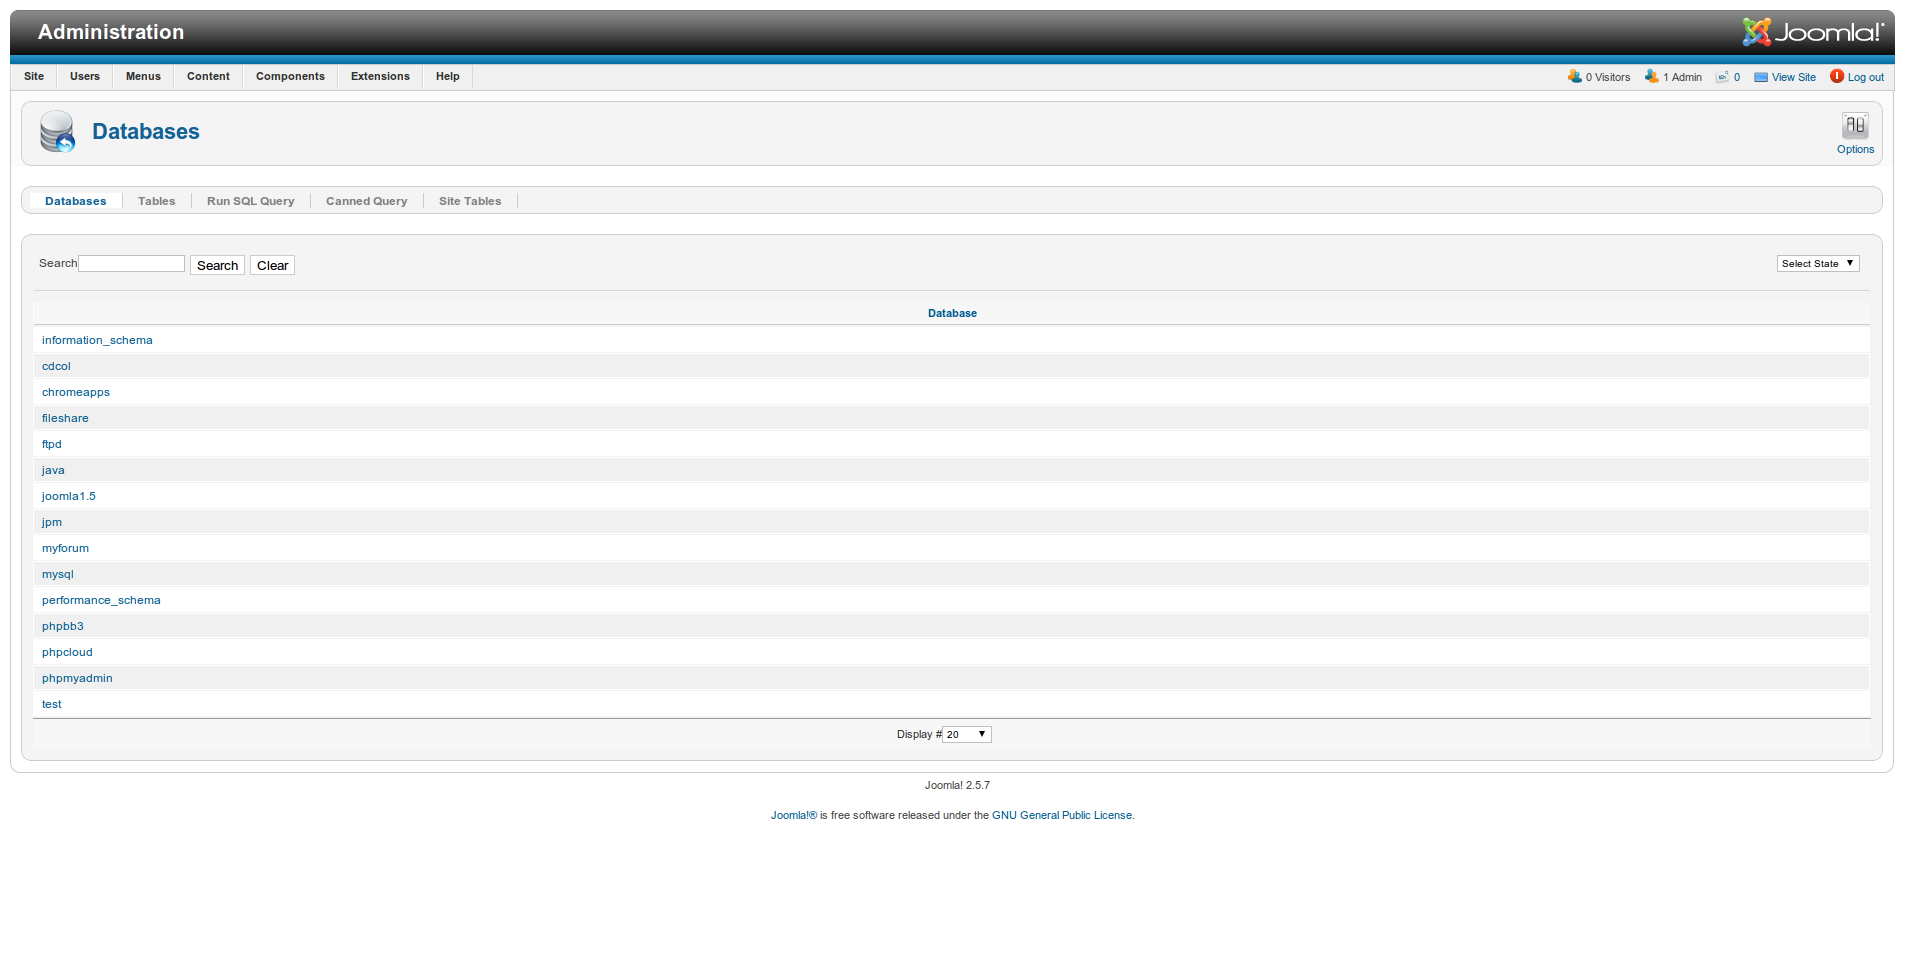 Administration
Joomla!
Site Users Menus Content Components Extensions Help 0 Visitors 1 Admin 0 View Site Log out
Databases
Options
Databases Tables Run SQL Query Canned Query Site Tables
Search Search Clear Select State ▼
Database
information_schema
cdcol
chromeapps
fileshare
ftpd
java
joomla1.5
jpm
myforum
mysql
performance_schema
phpbb3
phpcloud
phpmyadmin
test
Display # 20 ▼
Joomla! 2.5.7
Joomla!® is free software released under the GNU General Public License.